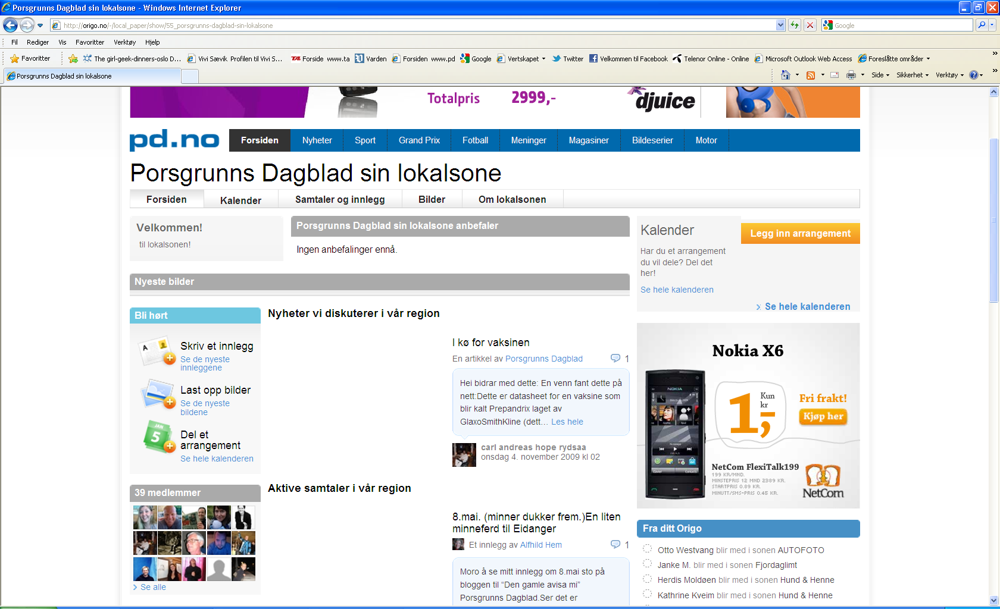 Porsgrunns Dagblad sin lokalsone - Windows Internet Explorer
http://origo.no/-/local_paper/show/55_porsgrunns-dagblad-sin-lokalsone
Google
Fil Rediger Vis Favoritter Verktøy Hjelp
Favoritter The girl-geek-dinners-oslo D... Vivi Sævik Profilen til Vivi S... TA Forside www.ta Varden Forsiden www.pd Google Vertskapet Twitter Velkommen til Facebook Telenor Online - Online Microsoft Outlook Web Access Foreslåtte områder
Porsgrunns Dagblad sin lokalsone
Side Sikkerhet Verktøy
Totalpris 2999,- djuice
pd.no Forsiden Nyheter Sport Grand Prix Fotball Meninger Magasiner Bildeserier Motor
Porsgrunns Dagblad sin lokalsone
Forsiden Kalender Samtaler og innlegg Bilder Om lokalsonen
Velkommen!
til lokalsonen!
Porsgrunns Dagblad sin lokalsone anbefaler
Ingen anbefalinger ennå.
Kalender
Legg inn arrangement
Har du et arrangement
du vil dele? Del det
her!
Se hele kalenderen
Se hele kalenderen
Nyeste bilder
Bli hørt
Skriv et innlegg
Se de nyeste
innleggene
Last opp bilder
Se de nyeste
bildene
JAN
5
Del et
arrangement
Se hele kalenderen
39 medlemmer
Se alle
Nyheter vi diskuterer i vår region
I kø for vaksinen
En artikkel av Porsgrunns Dagblad 1
Hei bidrar med dette: En venn fant dette på
nett:Dette er datasheet for en vaksine som
blir kalt Prepandrix laget av
GlaxoSmithKline (dett... Les hele
carl andreas hope rydsaa
onsdag 4. november 2009 kl 02
Aktive samtaler i vår region
8.mai. (minner dukker frem.)En liten
minneferd til Eidanger
Et innlegg av Alfhild Hem 1
Moro å se mitt innlegg om 8.mai sto på
bloggen til “Den gamle avisa mi”
Porsgrunns Dagblad.Ser det er
Nokia X6
NOKIA
Kun
kr
1,-
Fri frakt!
Kjøp her
NetCom FlexiTalk199
199 KR/MND.
MINSTEPRIS 12 MND 2389 KR.
STARTPRIS 0.89 KR.
MINUTT/SMS-PRIS 0.45 KR.
NetCom
Fra ditt Origo
Otto Westvang blir med i sonen AUTOFOTO
Janke M. blir med i sonen Fjordaglimt
Herdis Moldøen blir med i sonen Hund & Henne
Kathrine Kveim blir med i sonen Hund & Henne